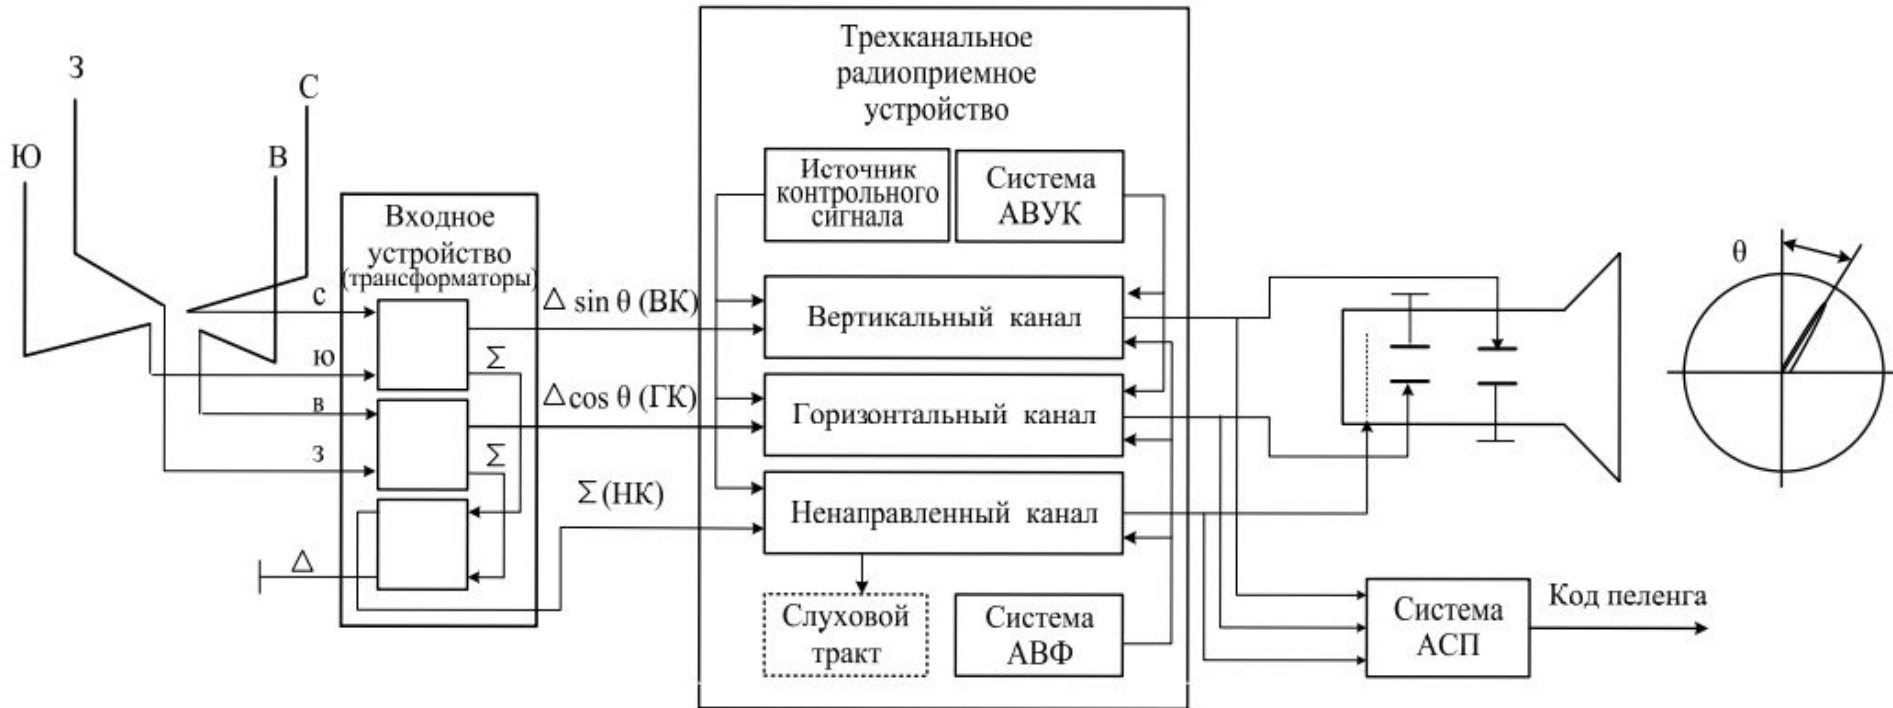 З
С
Ю
В
Входное
устройство
(трансформаторы)
с
ю
в
з
Σ
Σ
Δ
Δ sin θ (ВК)
Δcos θ (ГК)
Σ (НК)
Трехканальное
радиоприемное
устройство
Источник
контрольного
сигнала
Система
АВУК
Вертикальный канал
Горизонтальный канал
Ненаправленный канал
Слуховой
тракт
Система
АВФ
θ
Система
АСП
Код пеленга